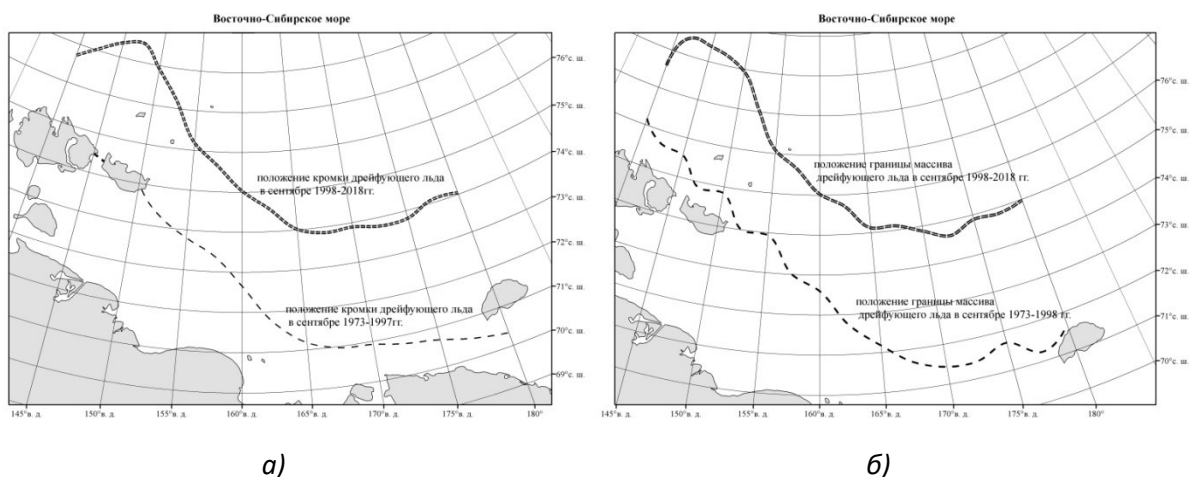 Восточно-Сибирское море
76°с. ш.
75°с. ш.
74°с. ш.
73°с. ш.
72°с. ш.
71°с. ш.
70°с. ш.
69°с. ш.
положение кромки дрейфующего льда
в сентябре 1998-2018гг.
положение кромки дрейфующего льда
в сентябре 1973-1997гг.
145°в. д. 150°в. д. 155°в. д. 160°в. д. 165°в. д. 170°в. д. 175°в. д. 180°
а)
Восточно-Сибирское море
76°с. ш.
75°с. ш.
74°с. ш.
73°с. ш.
72°с. ш.
71°с. ш.
70°с. ш.
положение границы массива
дрейфующего льда в сентябре 1998-2018 гг.
положение границы массива
дрейфующего льда в сентябре 1973-1998 гг.
145°в. д. 150°в. д. 155°в. д. 160°в. д. 165°в. д. 170°в. д. 175°в. д. 180°
б)